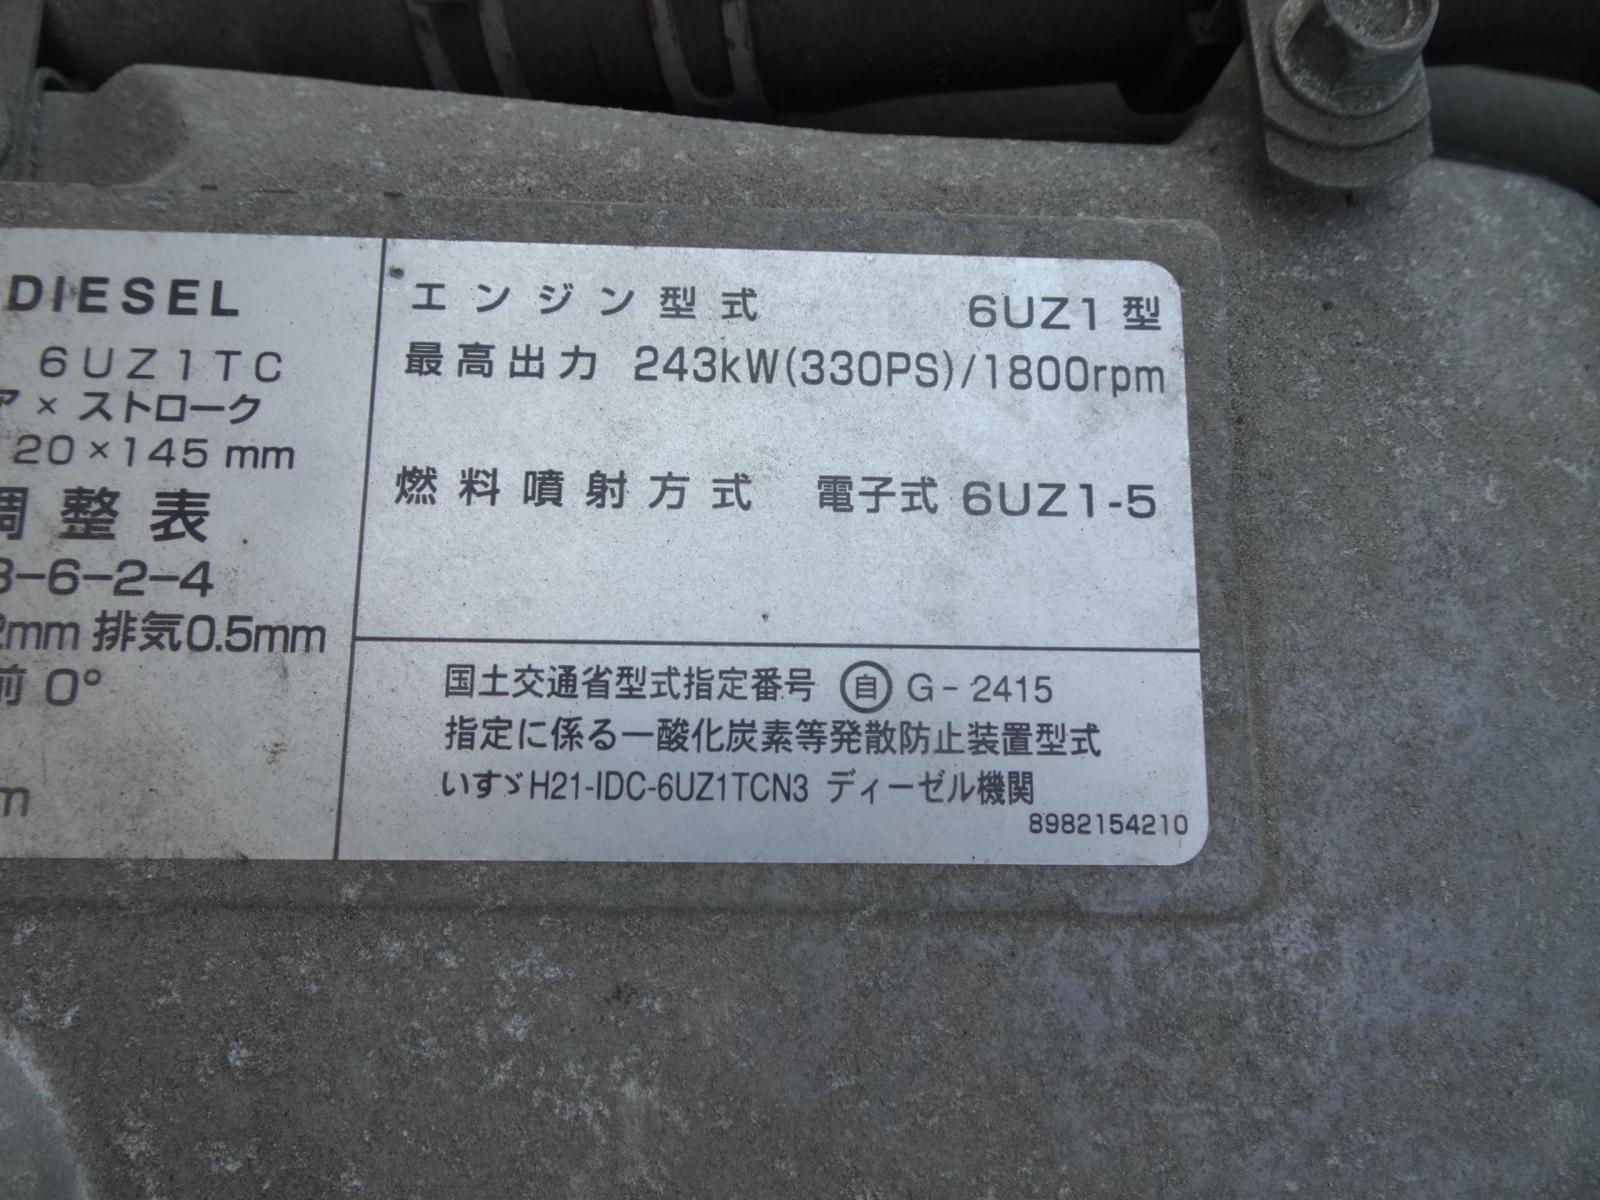 DIESEL
6UZ1TC
ア×ストローク
120×145 mm
調整表
3-6-2-4
2mm 排気0.5mm
前 0°
m
エンジン型式 6UZ1型
最高出力 243kW(330PS)/1800rpm
燃料噴射方式 電子式 6UZ1-5
国土交通省型式指定番号 自 G-2415
指定に係る一酸化炭素等発散防止装置型式
いすゞH21-IDC-6UZ1TCN3 ディーゼル機関
8982154210